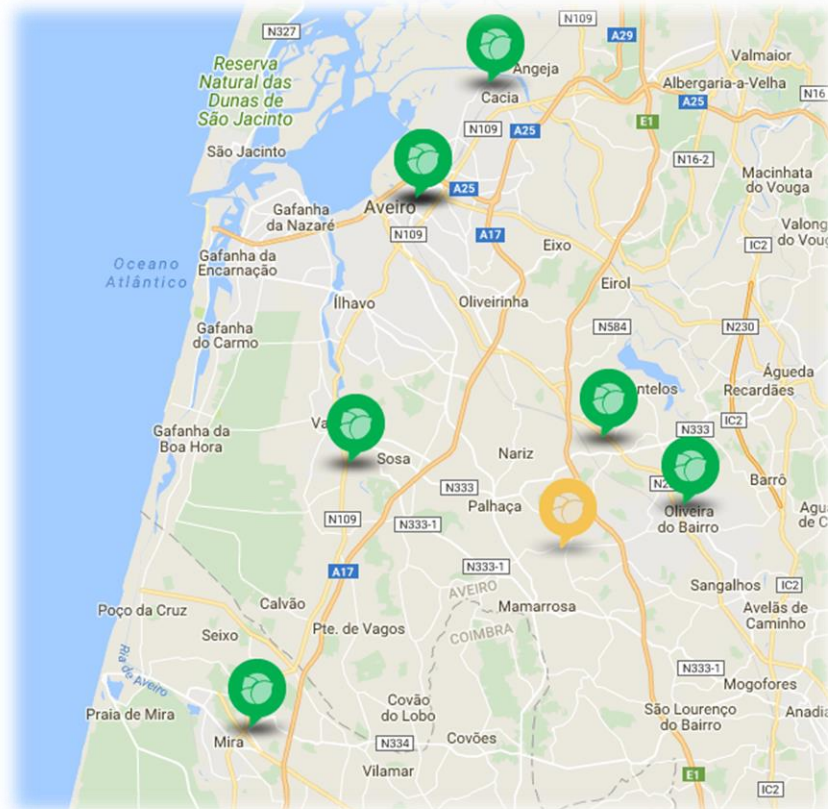 N109
N327
A29
Reserva
Natural das
Dunas de
São Jacinto
Angeja
Valmaior
Albergaria-a-Velha
Cacia
A25
N16
N109
A25
E1
São Jacinto
N16-2
Macinhata
do Vouga
A25
Aveiro
Gafanha
da Nazaré
N109
A17
Eixo
Valong
do Voug
IC2
Gafanha da
Encarnação
Oceano
Atlântico
Eirol
Ílhavo
Oliveirinha
Gafanha
do Carmo
N584
N230
Águeda
ntelos
Recardães
Va
IC2
N333
Gafanha da
Boa Hora
Sosa
Nariz
N333
N2
Barrô
Palhaça
Oliveira
do Bairro
Agua
de C
N109
N333-1
N333-1
A17
AVEIRO
Sangalhos
IC2
Poço da Cruz
Calvão
Mamarrosa
Avelãs de
Caminho
Seixo
Pte. de Vagos
COIMBRA
Ria de Aveiro
N333-1
Mogofores
Covão
do Lobo
São Lourenço
do Bairro
Anadia
Praia de Mira
Mira
N334
Covões
Vilamar
E1
IC2